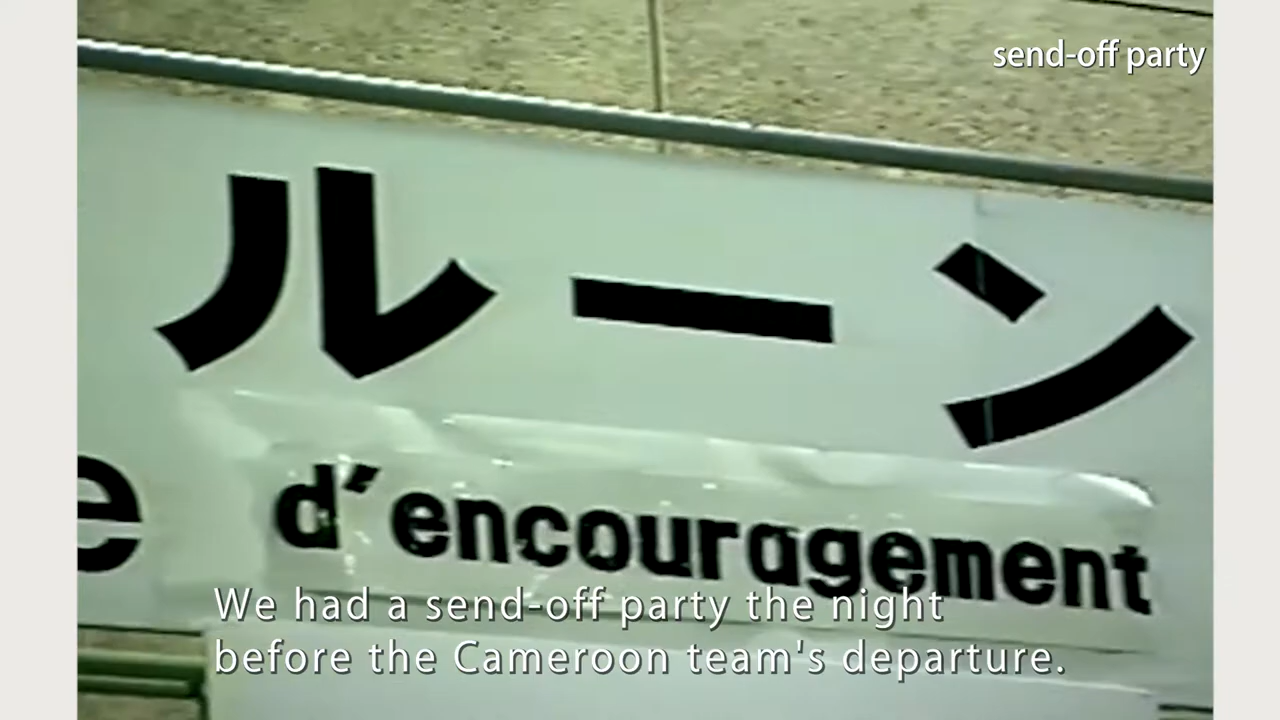 send-off party
ルーン
e d'encouragement
We had a send-off party the night
before the Cameroon team's departure.